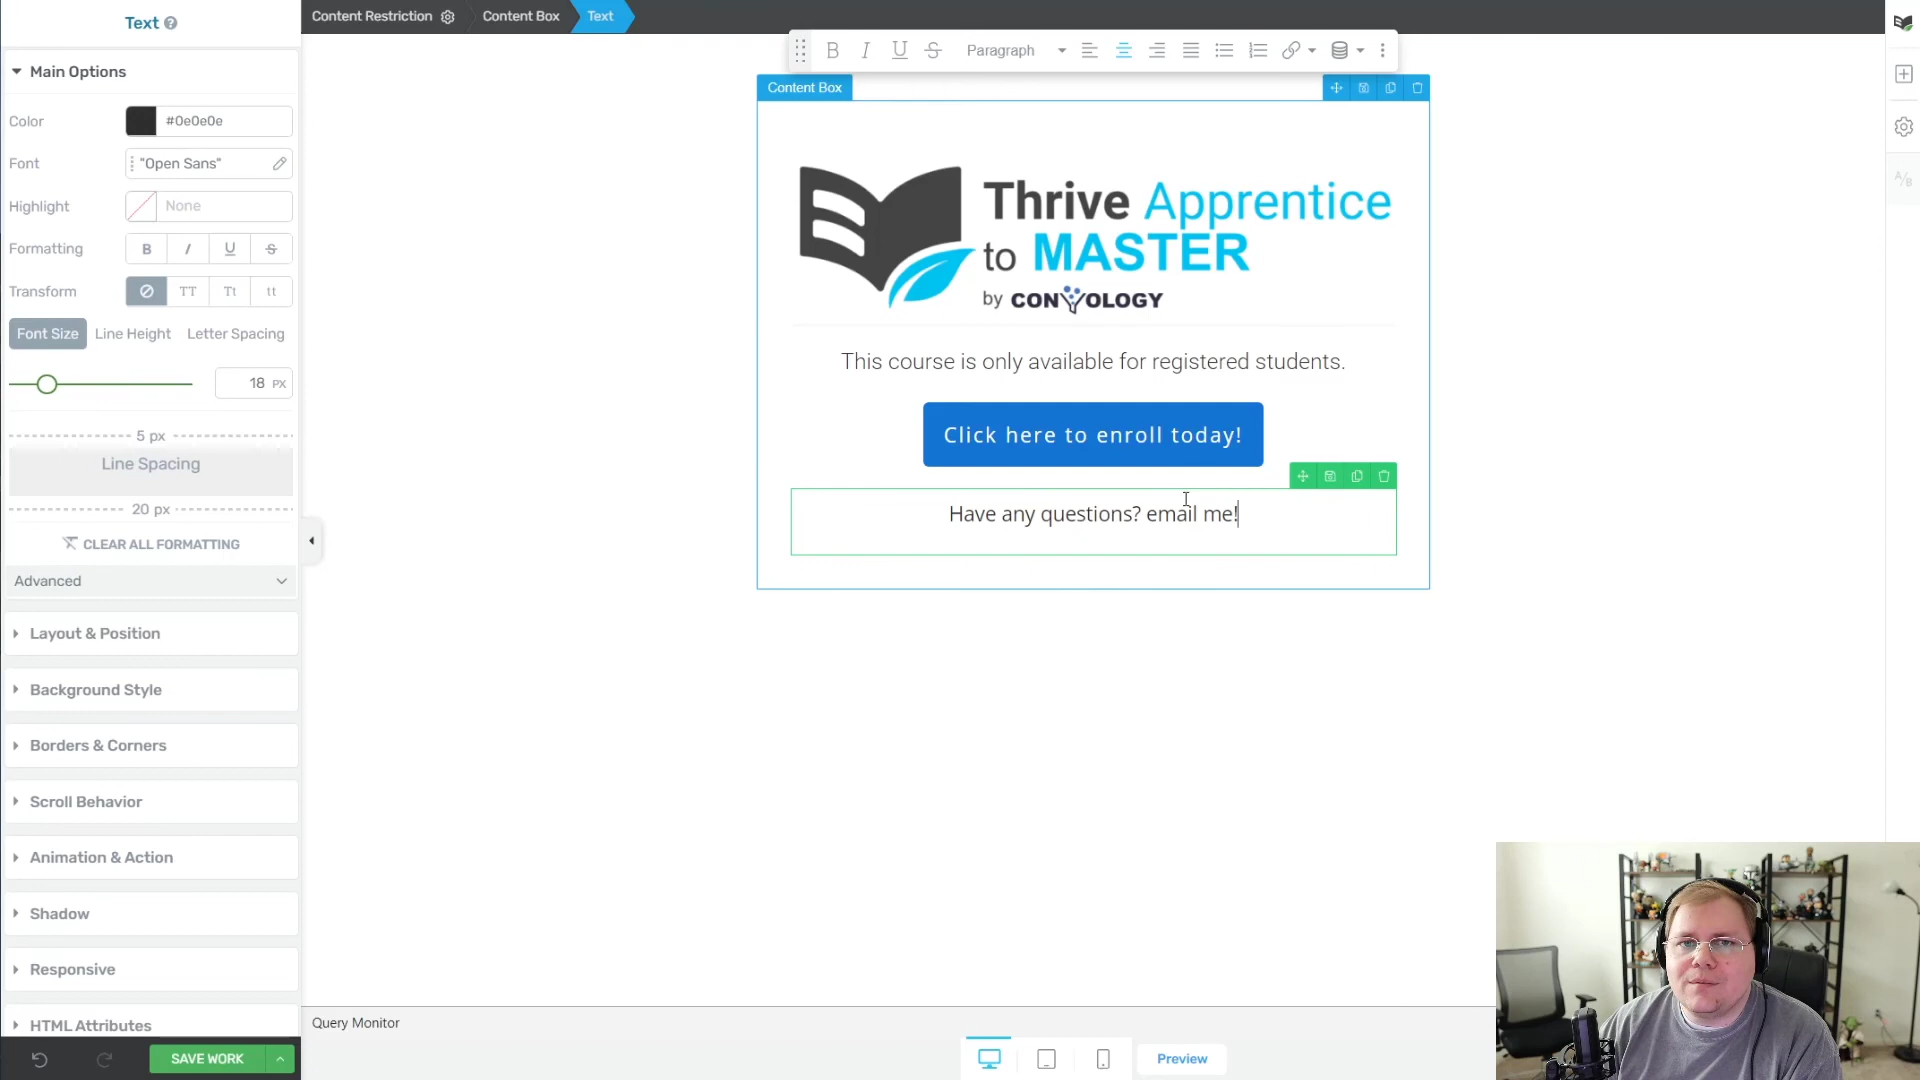 Text
Content Restriction
Content Box
Text
Main Options
Paragraph
Content Box
Color
#0e0e0e
Font
"Open Sans"
Highlight
None
Formatting
B I U S
Transform
TT Tt tt
Font Size
Line Height
Letter Spacing
18 PX
5 px
Line Spacing
20 px
CLEAR ALL FORMATTING
Advanced
Layout & Position
Background Style
Borders & Corners
Scroll Behavior
Animation & Action
Shadow
Responsive
HTML Attributes
SAVE WORK
B I U S
A/B
Thrive Apprentice
to MASTER
by CONVOLOGY
This course is only available for registered students.
Click here to enroll today!
Have any questions? email me!
Query Monitor
Preview